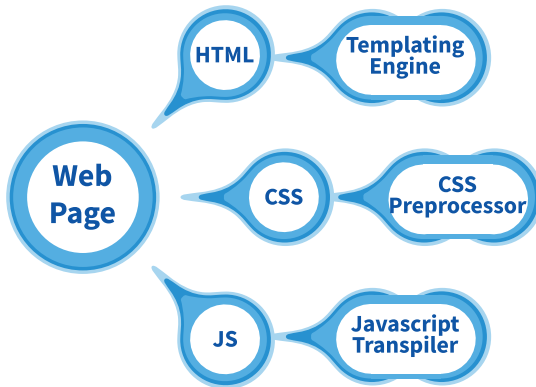 HTML
Templating
Engine
Web
Page
CSS
CSS
Preprocessor
JS
Javascript
Transpiler